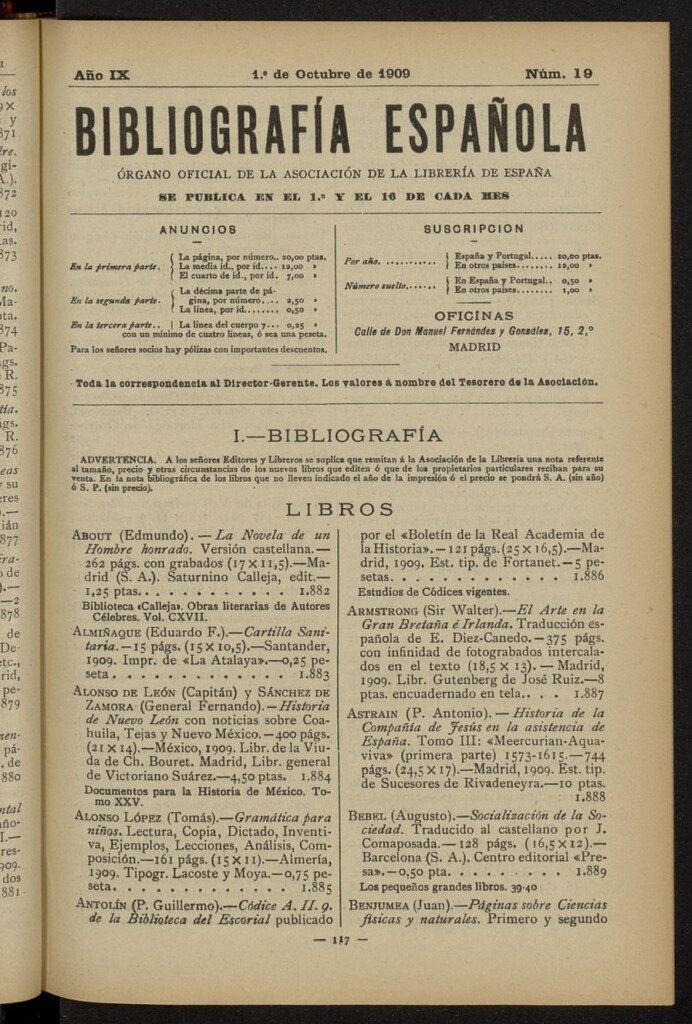 Año IX
1.º de Octubre de 1909
Núm. 19
BIBLIOGRAFÍA ESPAÑOLA
ÓRGANO OFICIAL DE LA ASOCIACIÓN DE LA LIBRERÍA DE ESPAÑA
SE PUBLICA EN EL 1.º Y EL 16 DE CADA MES
ANUNCIOS
En la primera parte.
La página, por número.. 20,00 ptas.
La media íd., por íd.... 12,00 »
El cuarto de íd., por íd. 7,00 »
En la segunda parte.
La décima parte de pá-
gina, por número.... 2,50 »
La línea, por íd........ 0,50 »
En la tercera parte.. La línea del cuerpo 7... 0,25 »
con un mínimo de cuatro líneas, ó sea una peseta.
Para los señores socios hay pólizas con importantes descuentos.
SUSCRIPCION
Por año. ...........
España y Portugal..... 10,00 ptas.
En otros países........ 12,00 »
Número suelto......
En España y Portugal.. 0,50 »
En otros países........ 1,00 »
OFICINAS
Calle de Don Manuel Fernández y González, 15, 2.º
MADRID
Toda la correspondencia al Director-Gerente. Los valores á nombre del Tesorero de la Asociación.
I.—BIBLIOGRAFÍA
ADVERTENCIA. A los señores Editores y Libreros se suplica que remitan á la Asociación de la Librería una nota referente
al tamaño, precio y otras circunstancias de los nuevos libros que editen ó que de los propietarios particulares reciban para su
venta. En la nota bibliográfica de los libros que no lleven indicado el año de la impresión ó el precio se pondrá S. A. (sin año)
ó S. P. (sin precio).
LIBROS
ABOUT (Edmundo).—La Novela de un
Hombre honrado. Versión castellana.—
262 págs. con grabados (17 × 11,5).—Ma-
drid (S. A.). Saturnino Calleja, edit.—
1,25 ptas. . . . . . . . . . . . 1.882
Biblioteca «Calleja». Obras literarias de Autores
Célebres. Vol. CXVII.
ALMIÑAQUE (Eduardo F.).—Cartilla Sani-
taria.—15 págs. (15 × 10,5).—Santander,
1909. Impr. de «La Atalaya».—0,25 pe-
seta. . . . . . . . . . . . . 1.883
ALONSO DE LEÓN (Capitán) y SÁNCHEZ DE
ZAMORA (General Fernando).—Historia
de Nuevo León con noticias sobre Coa-
huila, Tejas y Nuevo México.—400 págs.
(21 × 14).—México, 1909. Libr. de la Viu-
da de Ch. Bouret. Madrid, Libr. general
de Victoriano Suárez.—4,50 ptas. 1.884
Documentos para la Historia de México. To-
mo XXV.
ALONSO LÓPEZ (Tomás).—Gramática para
niños. Lectura, Copia, Dictado, Inventi-
va, Ejemplos, Lecciones, Análisis, Com-
posición.—161 págs. (15 × 11).—Almería,
1909. Tipogr. Lacoste y Moya.—0,75 pe-
seta. . . . . . . . . . . . . 1.885
ANTOLÍN (P. Guillermo).—Códice A. II. 9.
de la Biblioteca del Escorial publicado
por el «Boletín de la Real Academia de
la Historia».—121 págs. (25 × 16,5).—Ma-
drid, 1909. Est. tip. de Fortanet.—5 pe-
setas. . . . . . . . . . . . . 1.886
Estudios de Códices vigentes.
ARMSTRONG (Sir Walter).—El Arte en la
Gran Bretaña é Irlanda. Traducción es-
pañola de E. Diez-Canedo.—375 págs.
con infinidad de fotograbados intercala-
dos en el texto (18,5 × 13).—Madrid,
1909. Libr. Gutenberg de José Ruiz.—8
ptas. encuadernado en tela. . . . 1.887
ASTRAIN (P. Antonio).—Historia de la
Compañía de Jesús en la asistencia de
España. Tomo III: «Meercurian-Aqua-
viva» (primera parte) 1573-1615.—744
págs. (24,5 × 17).—Madrid, 1909. Est. tip.
de Sucesores de Rivadeneyra.—10 ptas.
1.888
BEBEL (Augusto).—Socialización de la So-
ciedad. Traducido al castellano por J.
Comaposada.—128 págs. (16,5 × 12).—
Barcelona (S. A.). Centro editorial «Pre-
sa».—0,50 pta. . . . . . . . . 1.889
Los pequeños grandes libros. 39-40
BENJUMEA (Juan).—Páginas sobre Ciencias
físicas y naturales. Primero y segundo
— 117 —